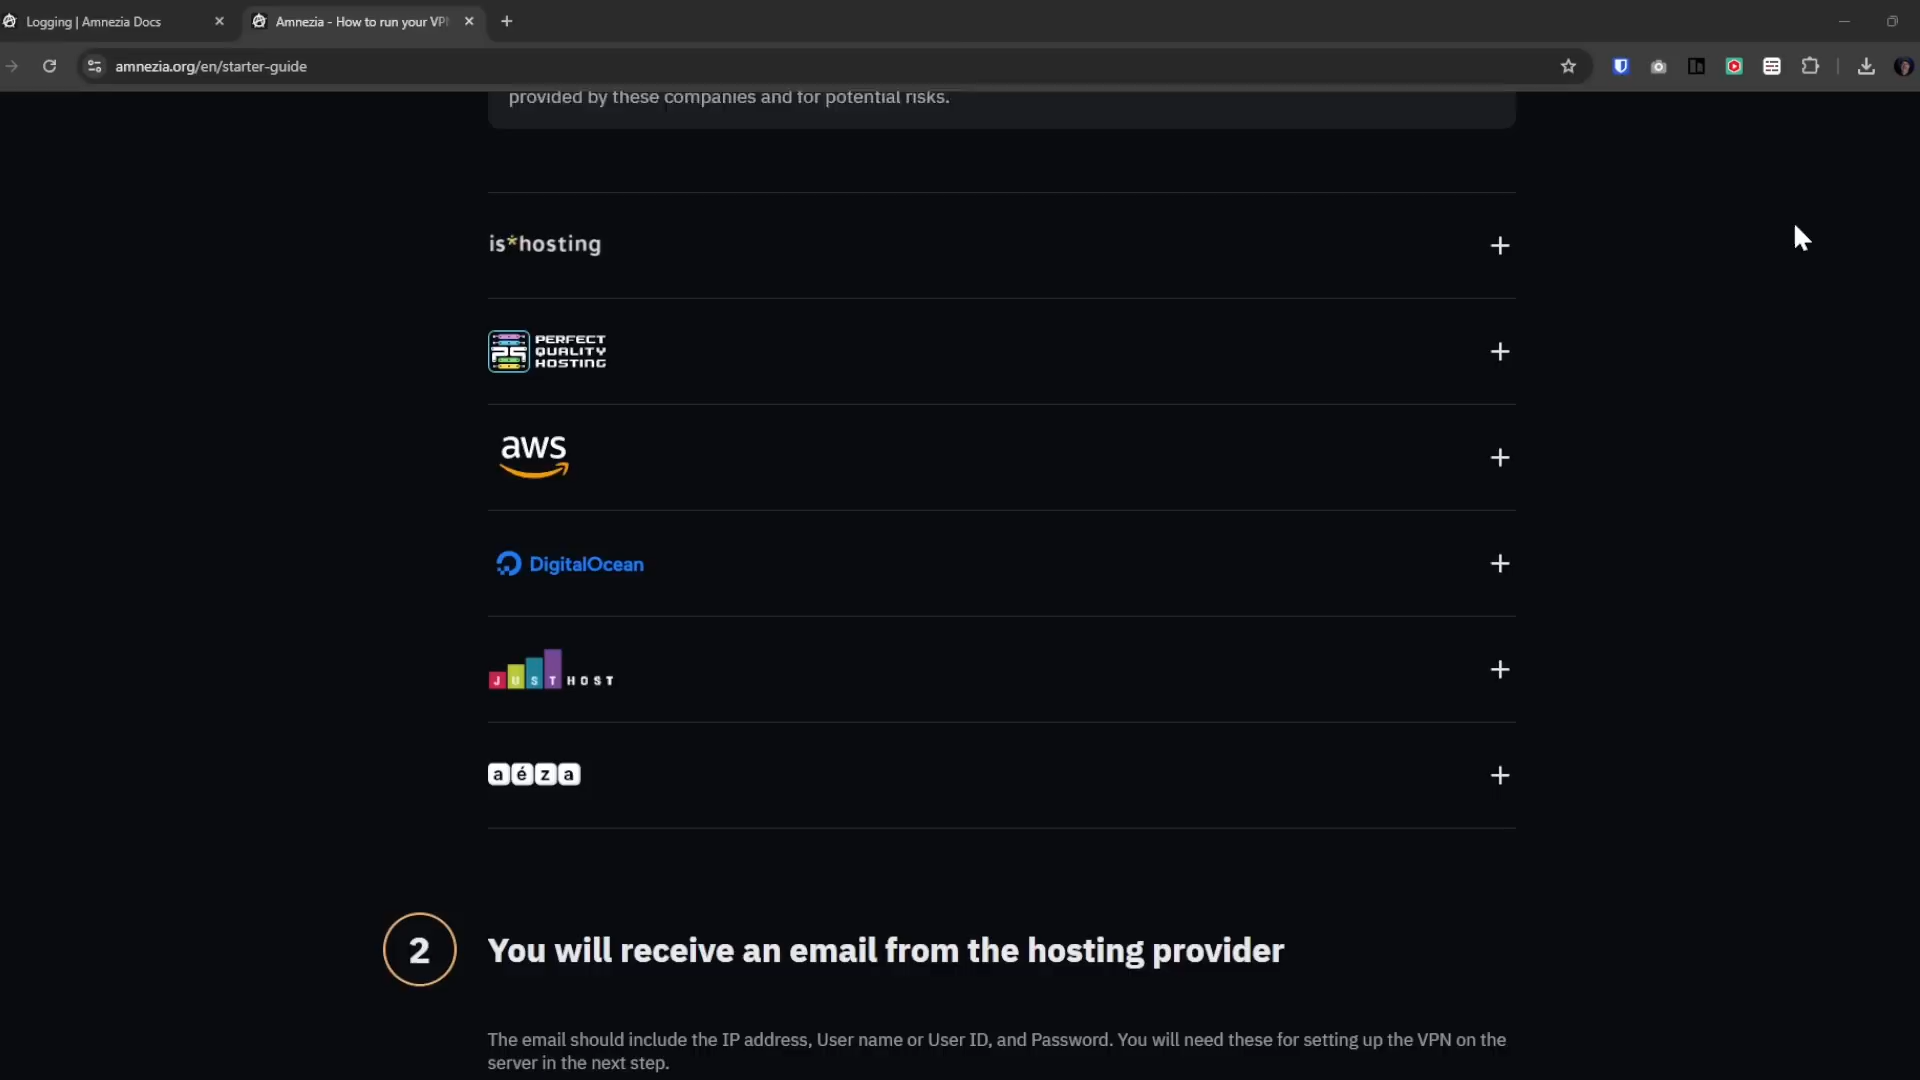 Logging | Amnezia Docs
Amnezia - How to run your VPN
amnezia.org/en/starter-guide
provided by these companies and for potential risks.
is*hosting
PERFECT
QUALITY
HOSTING
aws
DigitalOcean
JUST HOST
aéza
2
You will receive an email from the hosting provider
The email should include the IP address, User name or User ID, and Password. You will need these for setting up the VPN on the
server in the next step.